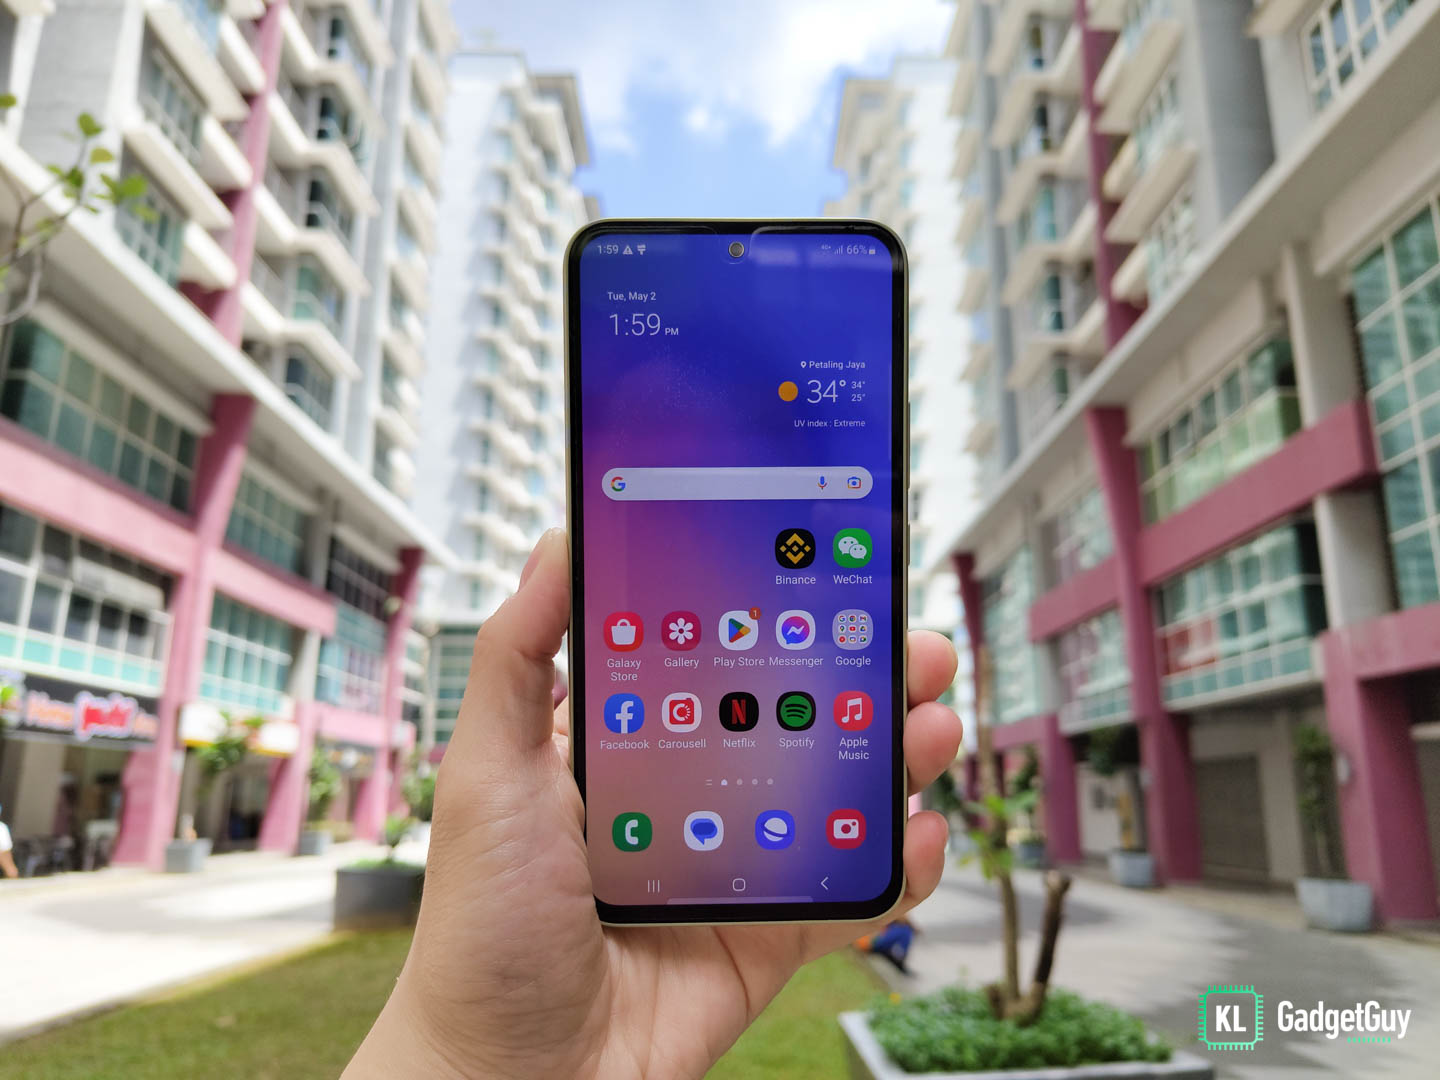 1:59
4G+ 66%
Tue, May 2
1:59 PM
Petaling Jaya
34° 34°
25°
UV index : Extreme
Binance WeChat
1
Galaxy Store Gallery Play Store Messenger Google
Facebook Carousell Netflix Spotify Apple Music
KL GadgetGuy